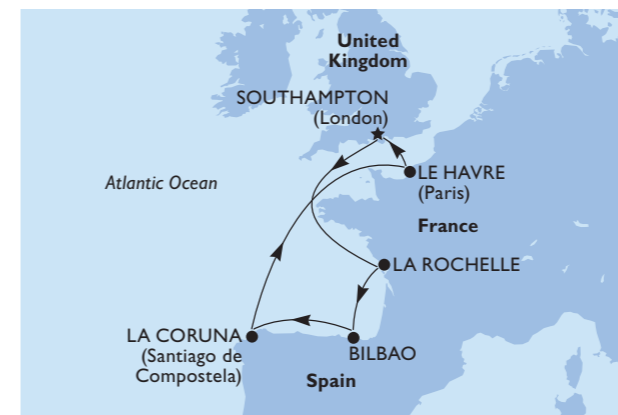 United
Kingdom
SOUTHAMPTON
(London)
Atlantic Ocean
LE HAVRE
(Paris)
France
LA ROCHELLE
LA CORUNA
(Santiago de
Compostela)
BILBAO
Spain